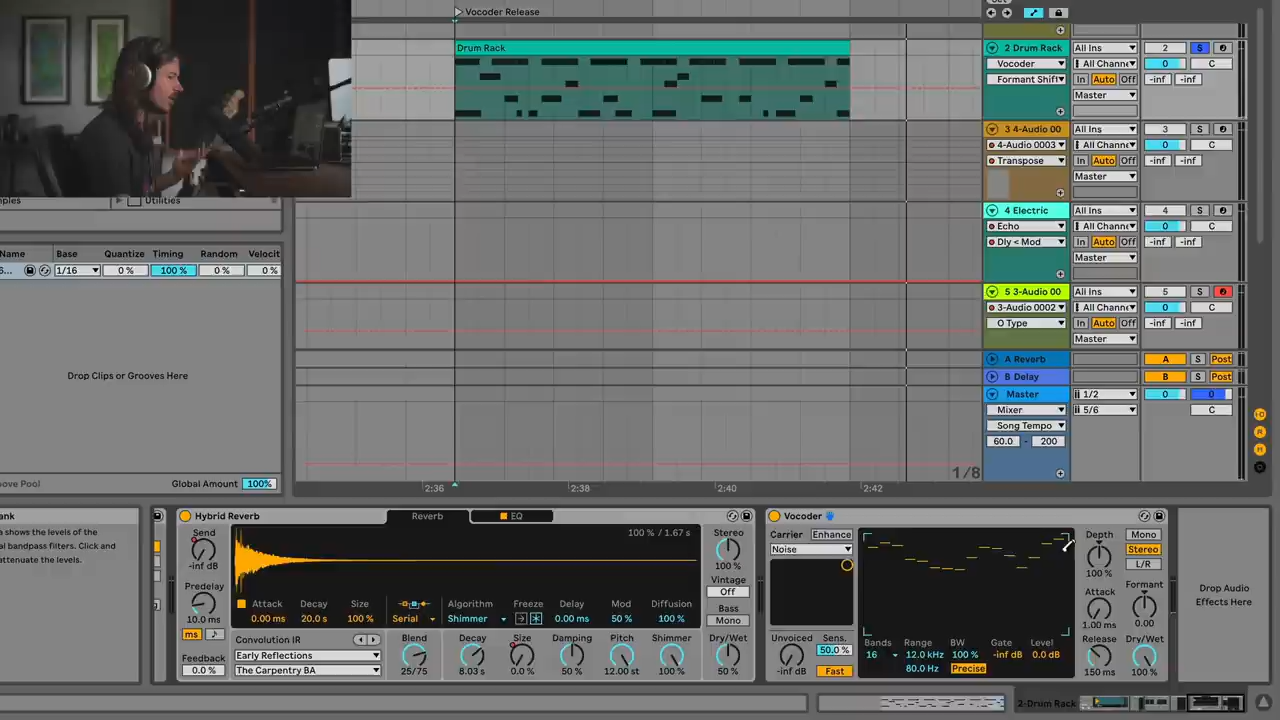 Vocoder Release
Drum Rack
2 Drum Rack All Ins 2 S
Vocoder All Channe 0 C
Formant Shift In Auto Off -inf -inf
Master
3 4-Audio 00 All Ins 3 S
4-Audio 0003 All Channe 0 C
Transpose In Auto Off -inf -inf
Master
4 Electric All Ins 4 S
Echo All Channe 0 C
Dly < Mod In Auto Off -inf -inf
Master
5 3-Audio 00 All Ins 5 S
3-Audio 0002 All Channe 0 C
O Type In Auto Off -inf -inf
Master
A Reverb A S Post
B Delay B S Post
Master 1/2 0 0
Mixer 5/6 C
Song Tempo
60.0 - 200
1/8
2:36 2:38 2:40 2:42
nples Utilities
Name Base Quantize Timing Random Velocit
6... 1/16 0 % 100 % 0 % 0 %
Drop Clips or Grooves Here
oove Pool Global Amount 100%
ank
a shows the levels of the
al bandpass filters. Click and
attenuate the levels.
Hybrid Reverb Reverb EQ
Send
-inf dB
Predelay
10.0 ms
ms
Feedback
0.0 %
100 % / 1.67 s
Attack Decay Size
0.00 ms 20.0 s 100 %
Serial
Algorithm Freeze Delay Mod Diffusion
Shimmer 0.00 ms 50 % 100 %
Convolution IR
Early Reflections
The Carpentry BA
Blend Decay Size Damping Pitch Shimmer Dry/Wet
25/75 8.03 s 0.0 % 50 % 12.00 st 100 % 50 %
Stereo
100 %
Vintage
Off
Bass
Mono
Vocoder
Carrier Enhance
Noise
Unvoiced Sens.
50.0 %
-inf dB Fast
Bands Range BW Gate Level
16 12.0 kHz 100 % -inf dB 0.0 dB
80.0 Hz Precise
Depth Mono
Stereo
100 % L/R
Attack Formant
1.00 ms 0
Release Dry/Wet
150 ms 100 %
Drop Audio
Effects Here
2-Drum Rack